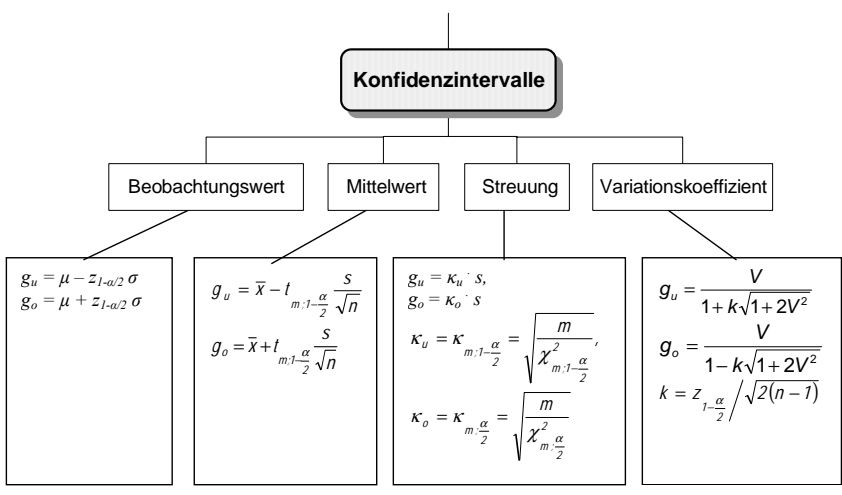 Konfidenzintervalle
Beobachtungswert
Mittelwert
Streuung
Variationskoeffizient
g_u = μ − z_{1-α/2} σ
g_o = μ + z_{1-α/2} σ
g_u = x̄ − t_{m;1−α/2} s/√n
g_o = x̄ + t_{m;1−α/2} s/√n
g_u = κ_u · s,
g_o = κ_o · s
κ_u = κ_{m;1−α/2} = √(m/χ²_{m;1−α/2}),
κ_o = κ_{m;α/2} = √(m/χ²_{m;α/2})
g_u = V/(1+k√(1+2V²))
g_o = V/(1−k√(1+2V²))
k = z_{1−α/2}/√(2(n−1))